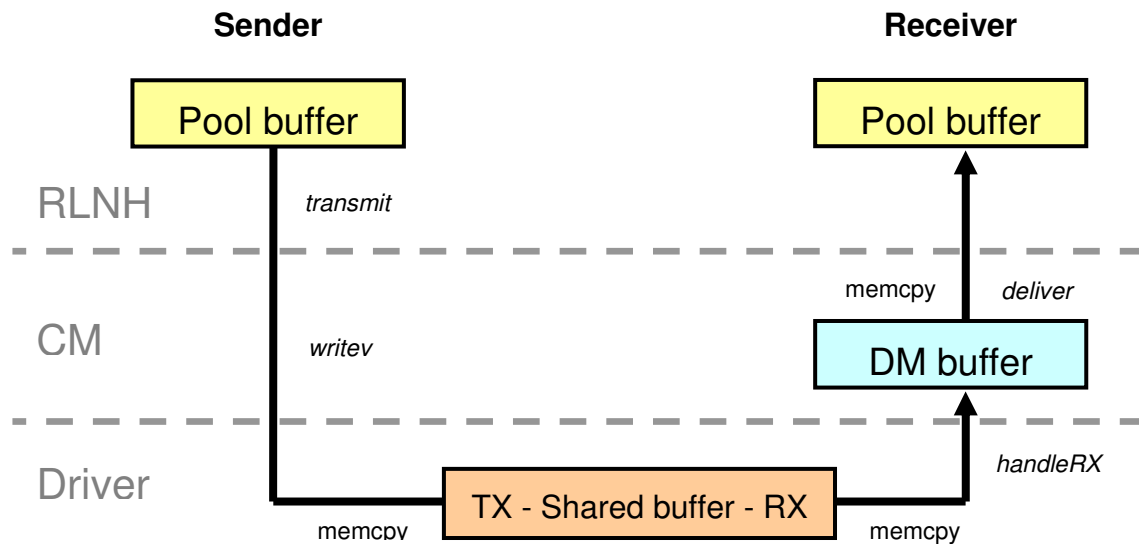 Sender
Receiver
Pool buffer
Pool buffer
RLNH
transmit
memcpy
deliver
CM
writev
DM buffer
handleRX
Driver
TX - Shared buffer - RX
memcpy
memcpy